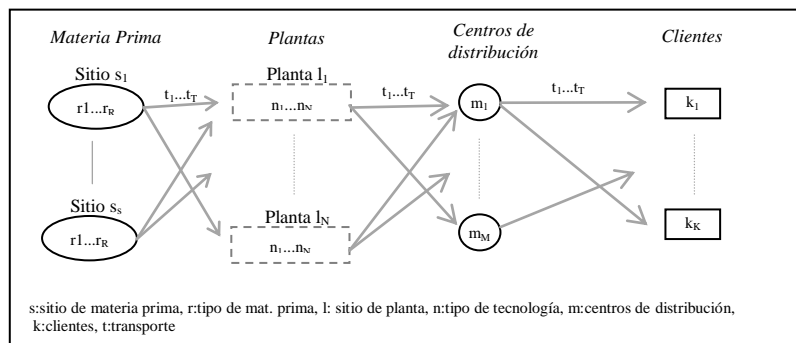 Materia Prima
Plantas
Centros de
distribución
Clientes
Sitio s1
r1...rR
t1...tT
Planta l1
n1...nN
t1...tT
m1
t1...tT
k1
Sitio ss
r1...rR
Planta lN
n1...nN
mM
kK
s:sitio de materia prima, r:tipo de mat. prima, l: sitio de planta, n:tipo de tecnología, m:centros de distribución,
k:clientes, t:transporte